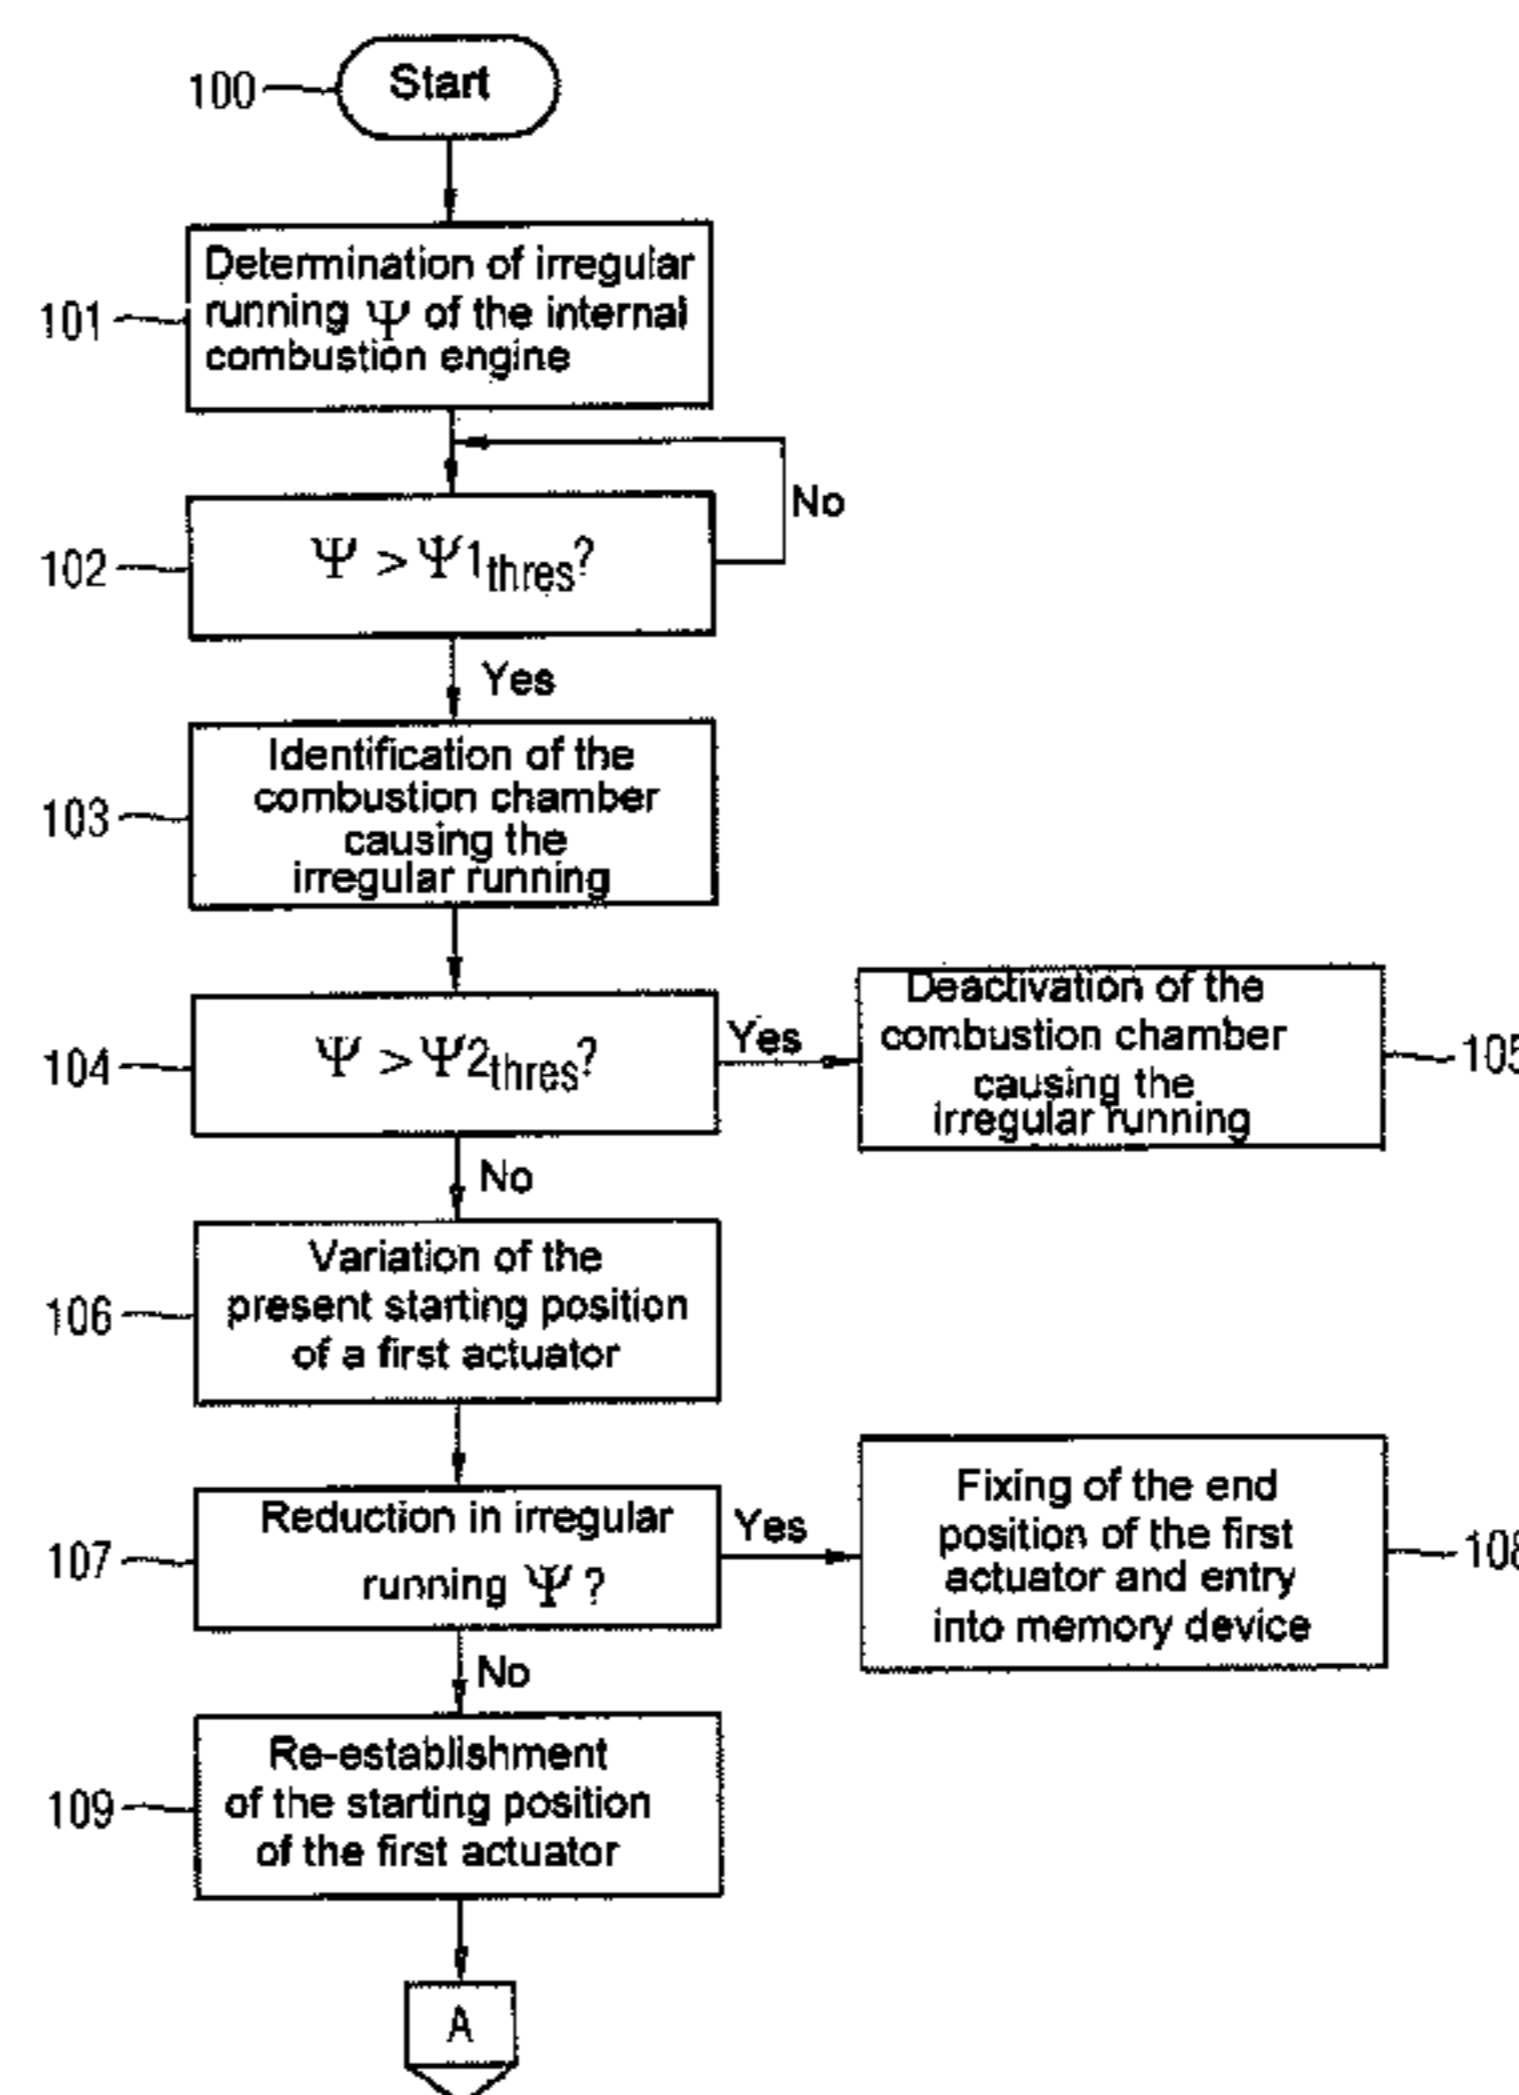 100
Start
101
Determination of irregular
running Ψ of the internal
combustion engine
No
102
Ψ > Ψ1thres?
Yes
103
Identification of the
combustion chamber
causing the
irregular running
104
Ψ > Ψ2thres?
Yes
Deactivation of the
combustion chamber
causing the
irregular running
105
No
106
Variation of the
present starting position
of a first actuator
107
Reduction in irregular
running Ψ ?
Yes
Fixing of the end
position of the first
actuator and entry
into memory device
108
No
109
Re-establishment
of the starting position
of the first actuator
A